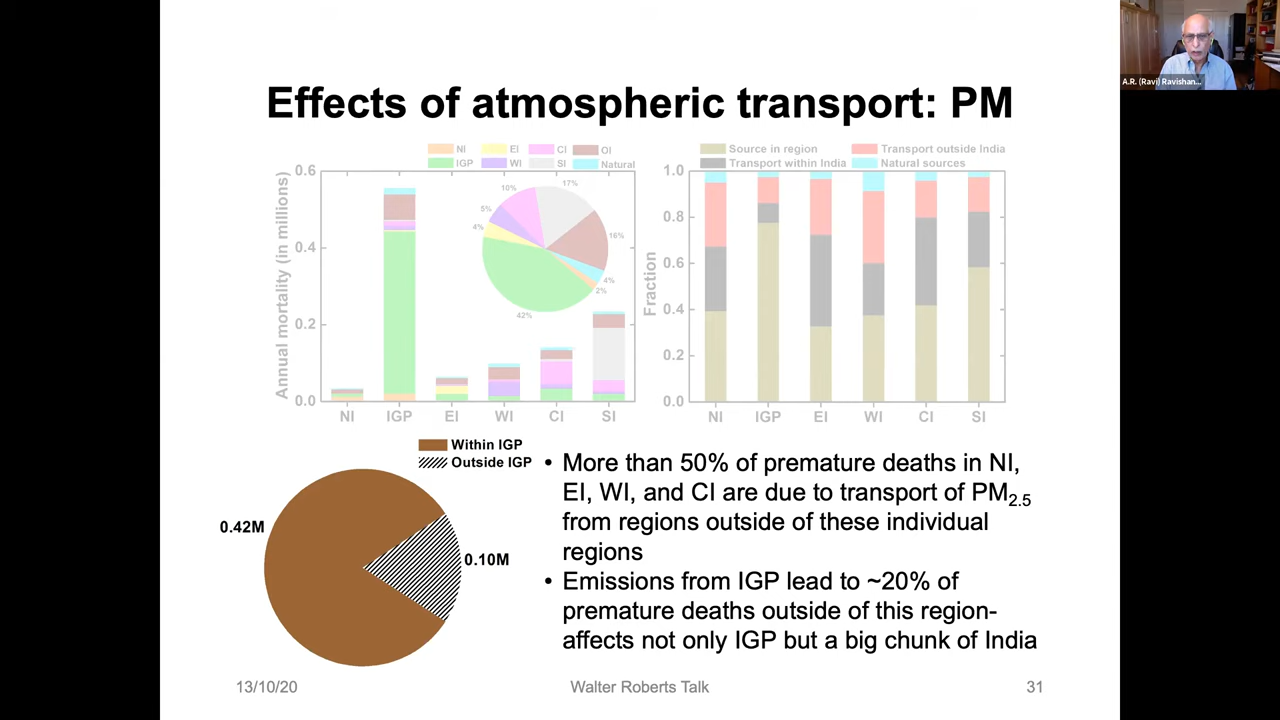 A.R. (Ravi) Ravishan...
Effects of atmospheric transport: PM
NI EI CI OI
IGP WI SI Natural
Annual mortality (in millions)
0.6
0.4
0.2
0.0
NI IGP EI WI CI SI
17%
10%
5%
4%
16%
4%
2%
42%
Source in region Transport outside India
Transport within India Natural sources
Fraction
1.0
0.8
0.6
0.4
0.2
0.0
NI IGP EI WI CI SI
Within IGP
Outside IGP
0.42M
0.10M
• More than 50% of premature deaths in NI,
EI, WI, and CI are due to transport of PM2.5
from regions outside of these individual
regions
• Emissions from IGP lead to ~20% of
premature deaths outside of this region-
affects not only IGP but a big chunk of India
13/10/20
Walter Roberts Talk
31